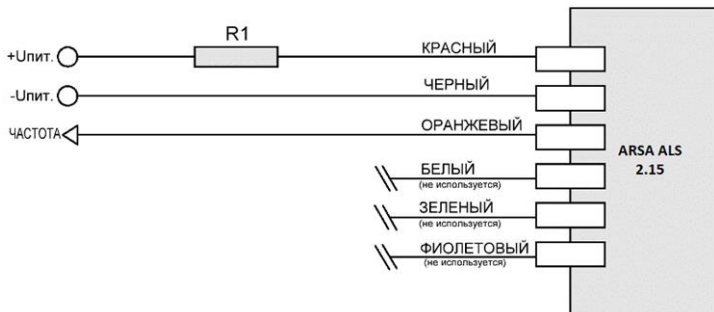 R1
+Uпит.
КРАСНЫЙ
-Uпит.
ЧЕРНЫЙ
ЧАСТОТА
ОРАНЖЕВЫЙ
ARSA ALS
2.15
БЕЛЫЙ
(не используется)
ЗЕЛЕНЫЙ
(не используется)
ФИОЛЕТОВЫЙ
(не используется)